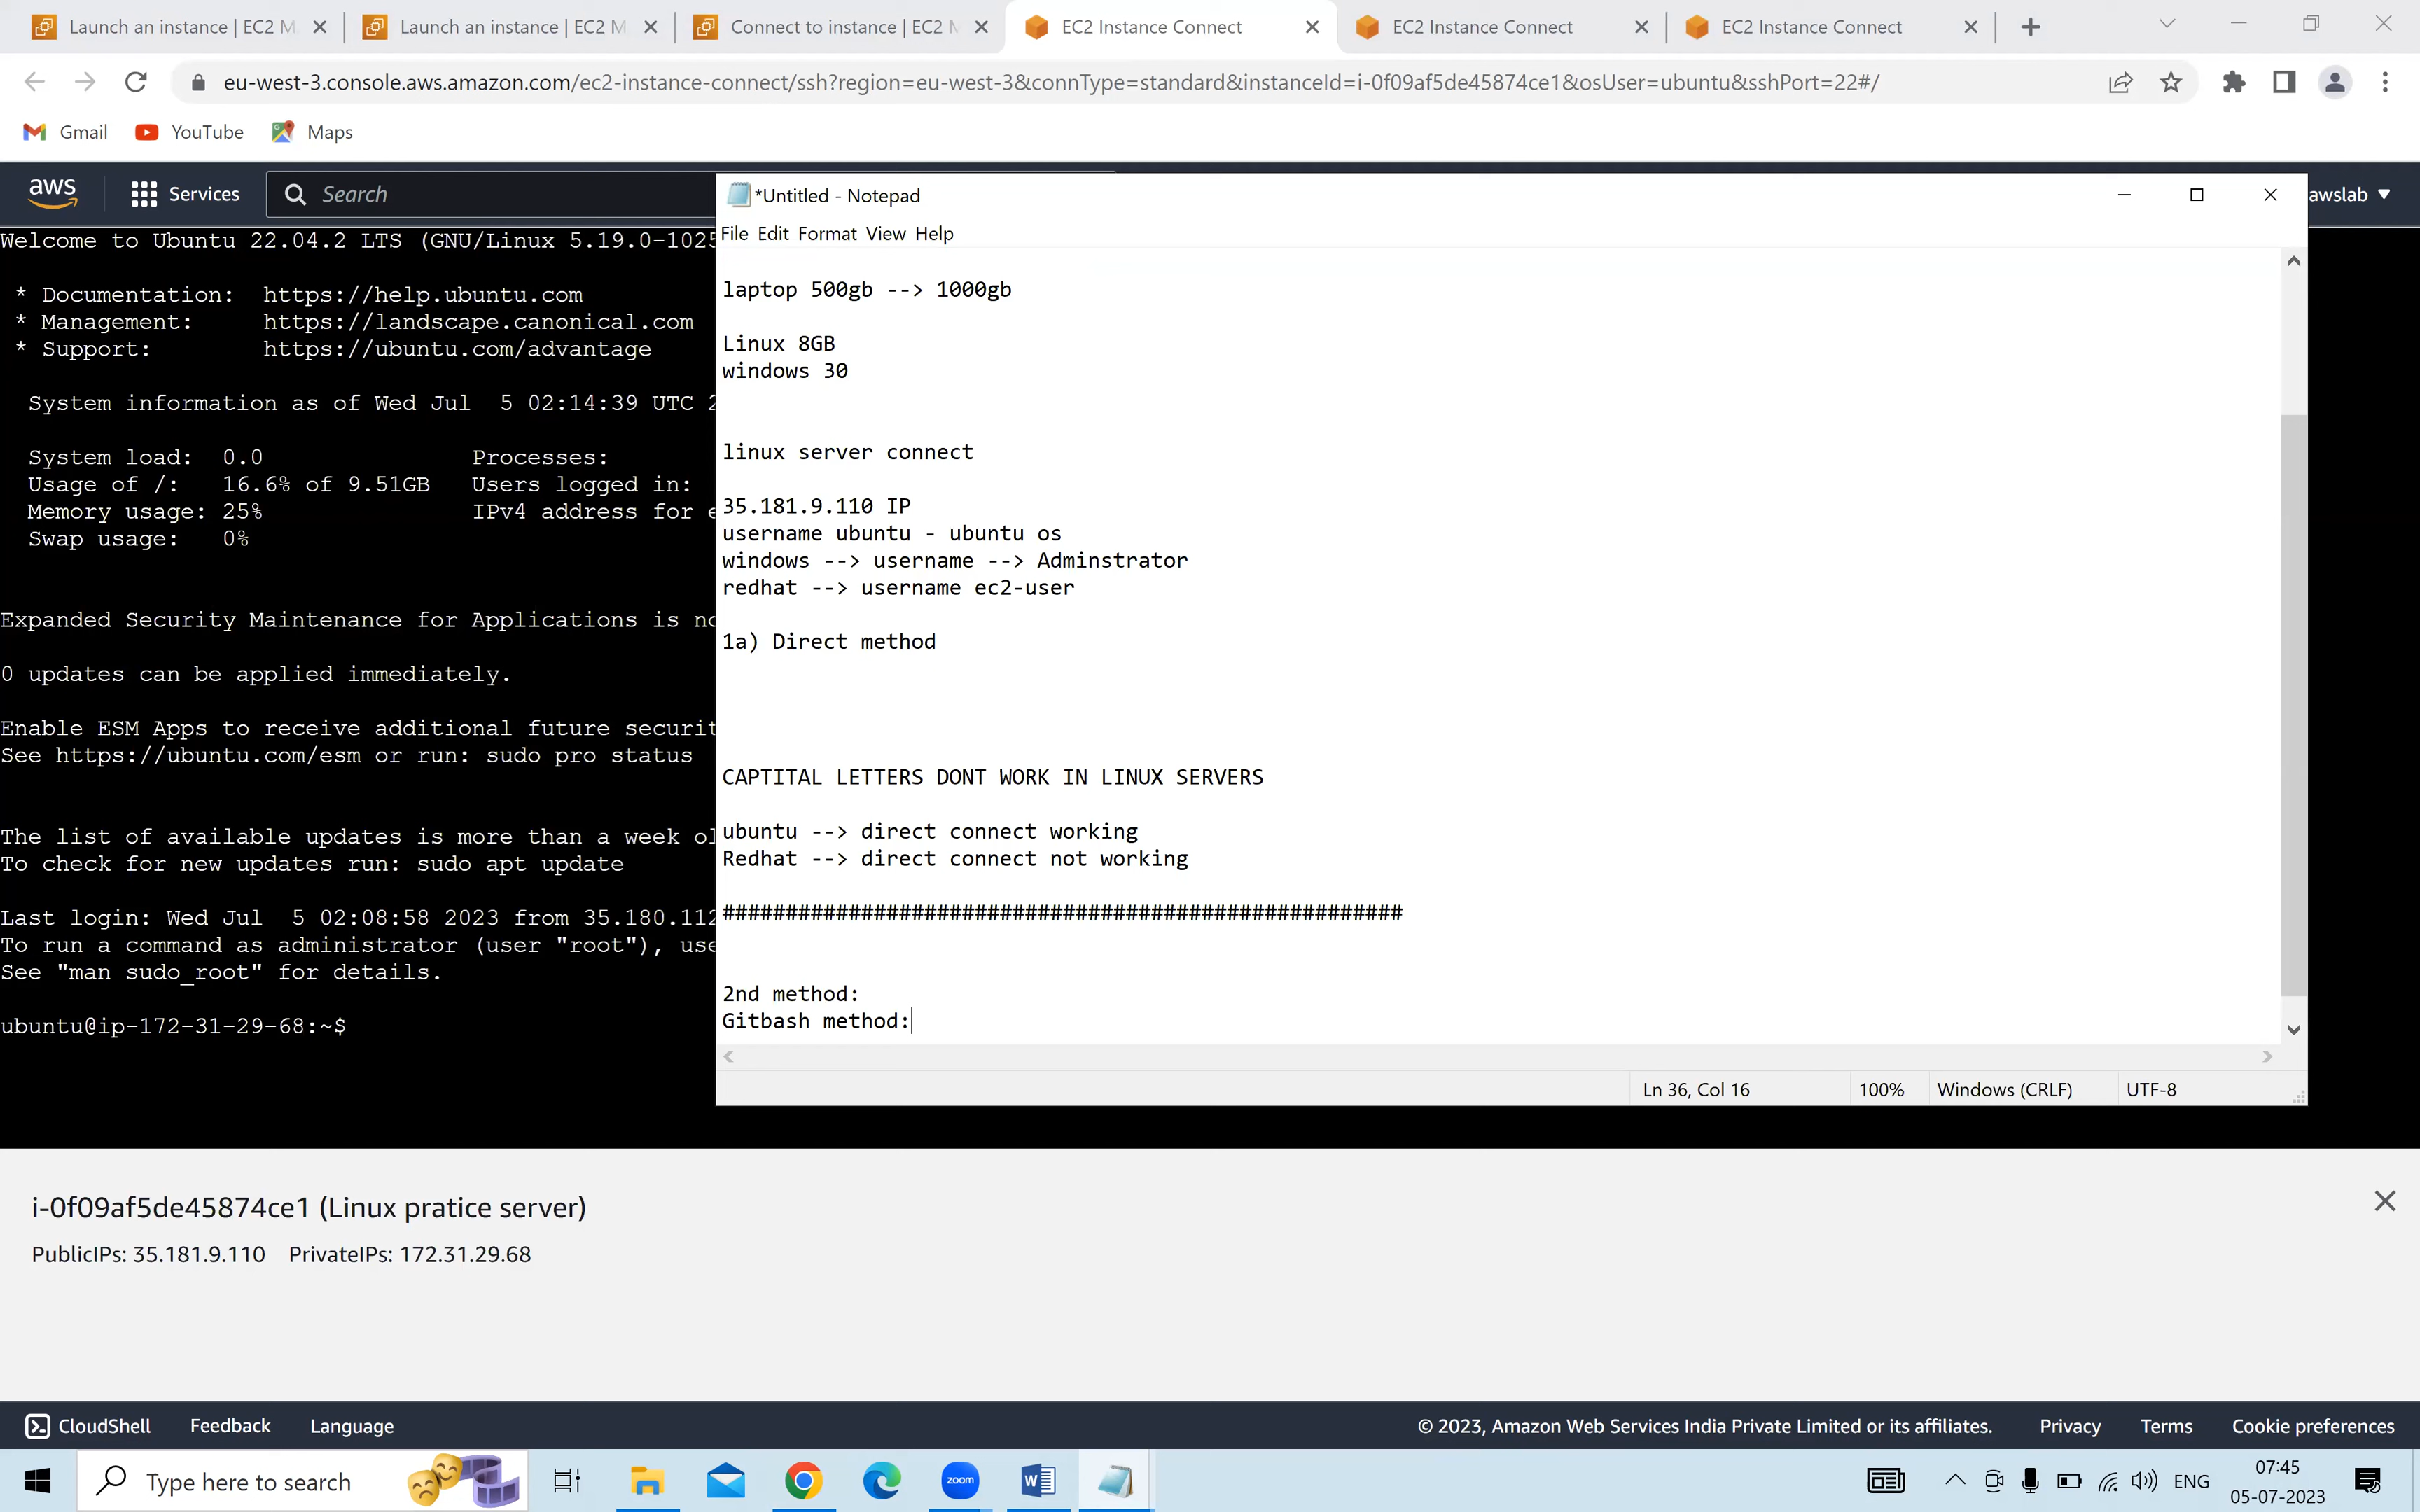 Launch an instance | EC2 M
Launch an instance | EC2 M
Connect to instance | EC2 M
EC2 Instance Connect
EC2 Instance Connect
EC2 Instance Connect
eu-west-3.console.aws.amazon.com/ec2-instance-connect/ssh?region=eu-west-3&connType=standard&instanceId=i-0f09af5de45874ce1&osUser=ubuntu&sshPort=22#/
Gmail
YouTube
Maps
aws
Services
Search
awslab
Welcome to Ubuntu 22.04.2 LTS (GNU/Linux 5.19.0-1025
* Documentation: https://help.ubuntu.com
* Management: https://landscape.canonical.com
* Support: https://ubuntu.com/advantage
System information as of Wed Jul 5 02:14:39 UTC 2
System load: 0.0 Processes:
Usage of /: 16.6% of 9.51GB Users logged in:
Memory usage: 25% IPv4 address for e
Swap usage: 0%
Expanded Security Maintenance for Applications is no
0 updates can be applied immediately.
Enable ESM Apps to receive additional future securit
See https://ubuntu.com/esm or run: sudo pro status
The list of available updates is more than a week ol
To check for new updates run: sudo apt update
Last login: Wed Jul 5 02:08:58 2023 from 35.180.112
To run a command as administrator (user "root"), use
See "man sudo_root" for details.
ubuntu@ip-172-31-29-68:~$
*Untitled - Notepad
File Edit Format View Help
laptop 500gb --> 1000gb
Linux 8GB
windows 30
linux server connect
35.181.9.110 IP
username ubuntu - ubuntu os
windows --> username --> Adminstrator
redhat --> username ec2-user
1a) Direct method
CAPTITAL LETTERS DONT WORK IN LINUX SERVERS
ubuntu --> direct connect working
Redhat --> direct connect not working
######################################################
2nd method:
Gitbash method:
Ln 36, Col 16
100%
Windows (CRLF)
UTF-8
i-0f09af5de45874ce1 (Linux pratice server)
PublicIPs: 35.181.9.110 PrivateIPs: 172.31.29.68
CloudShell
Feedback
Language
© 2023, Amazon Web Services India Private Limited or its affiliates.
Privacy
Terms
Cookie preferences
Type here to search
zoom
W
ENG
07:45
05-07-2023